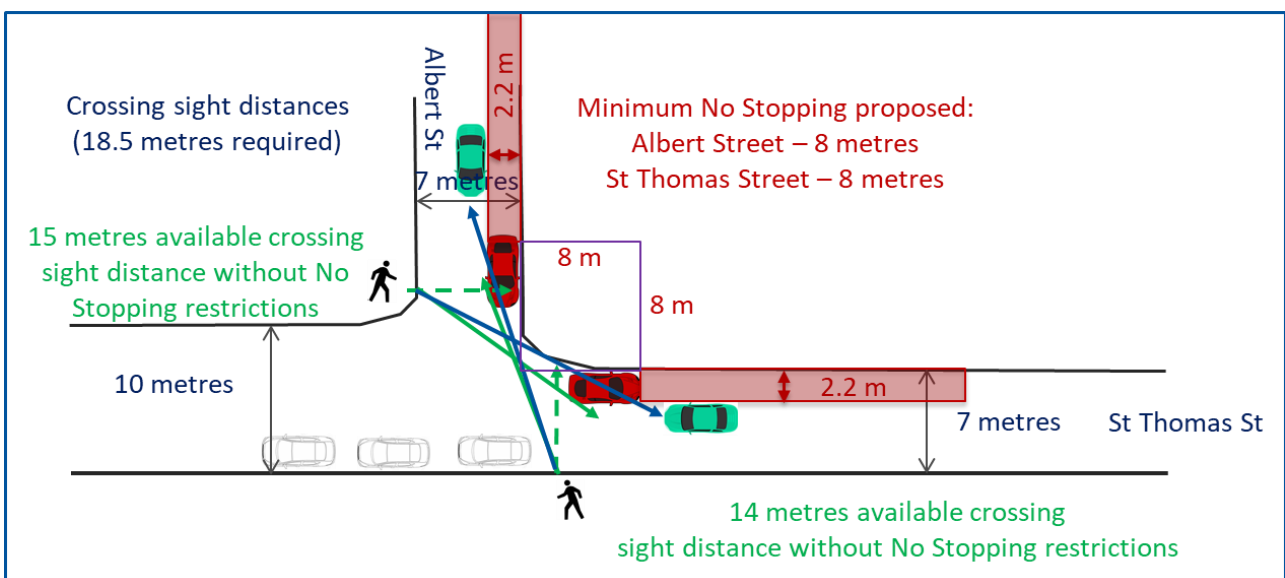 Albert St
2.2 m
Crossing sight distances
(18.5 metres required)
Minimum No Stopping proposed:
Albert Street – 8 metres
St Thomas Street – 8 metres
7 metres
15 metres available crossing
sight distance without No
Stopping restrictions
8 m
8 m
10 metres
2.2 m
7 metres
St Thomas St
14 metres available crossing
sight distance without No Stopping restrictions